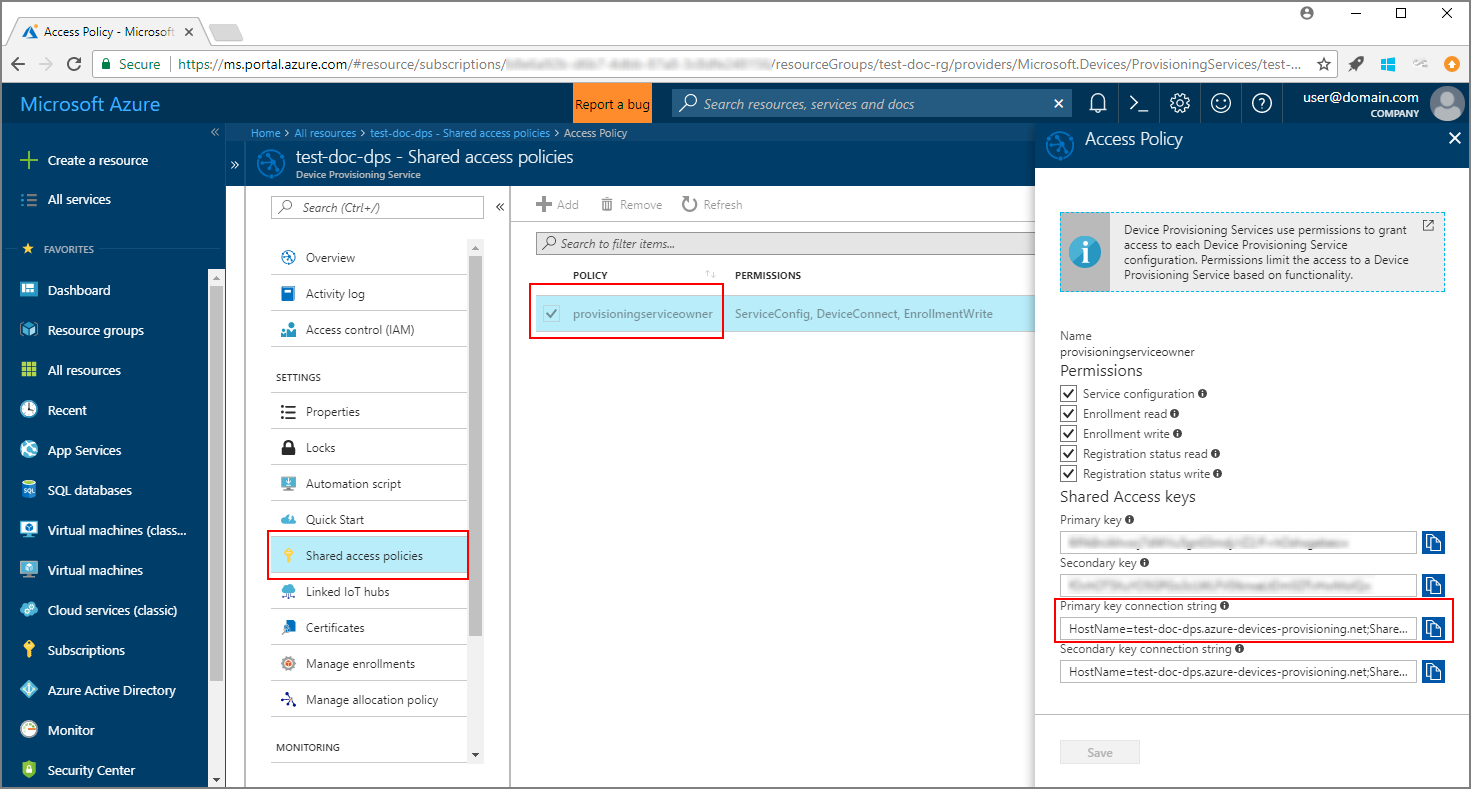 Access Policy - Microsoft
Secure
https://ms.portal.azure.com/#resource/subscriptions/
/resourceGroups/test-doc-rg/providers/Microsoft.Devices/ProvisioningServices/test-...
Microsoft Azure
Report a bug
Search resources, services and docs
user@domain.com
COMPANY
Create a resource
All services
FAVORITES
Dashboard
Resource groups
All resources
Recent
App Services
SQL databases
Virtual machines (classi...
Virtual machines
Cloud services (classic)
Subscriptions
Azure Active Directory
Monitor
Security Center
Home > All resources > test-doc-dps - Shared access policies > Access Policy
test-doc-dps - Shared access policies
Device Provisioning Service
Search (Ctrl+/)
Overview
Activity log
Access control (IAM)
SETTINGS
Properties
Locks
Automation script
Quick Start
Shared access policies
Linked IoT hubs
Certificates
Manage enrollments
Manage allocation policy
MONITORING
Add
Remove
Refresh
Search to filter items...
POLICY
PERMISSIONS
provisioningserviceowner
ServiceConfig, DeviceConnect, EnrollmentWrite
Access Policy
Device Provisioning Services use permissions to grant
access to each Device Provisioning Service
configuration. Permissions limit the access to a Device
Provisioning Service based on functionality.
Name
provisioningserviceowner
Permissions
Service configuration
Enrollment read
Enrollment write
Registration status read
Registration status write
Shared Access keys
Primary key
Secondary key
Primary key connection string
HostName=test-doc-dps.azure-devices-provisioning.net;Share...
Secondary key connection string
HostName=test-doc-dps.azure-devices-provisioning.net;Share...
Save